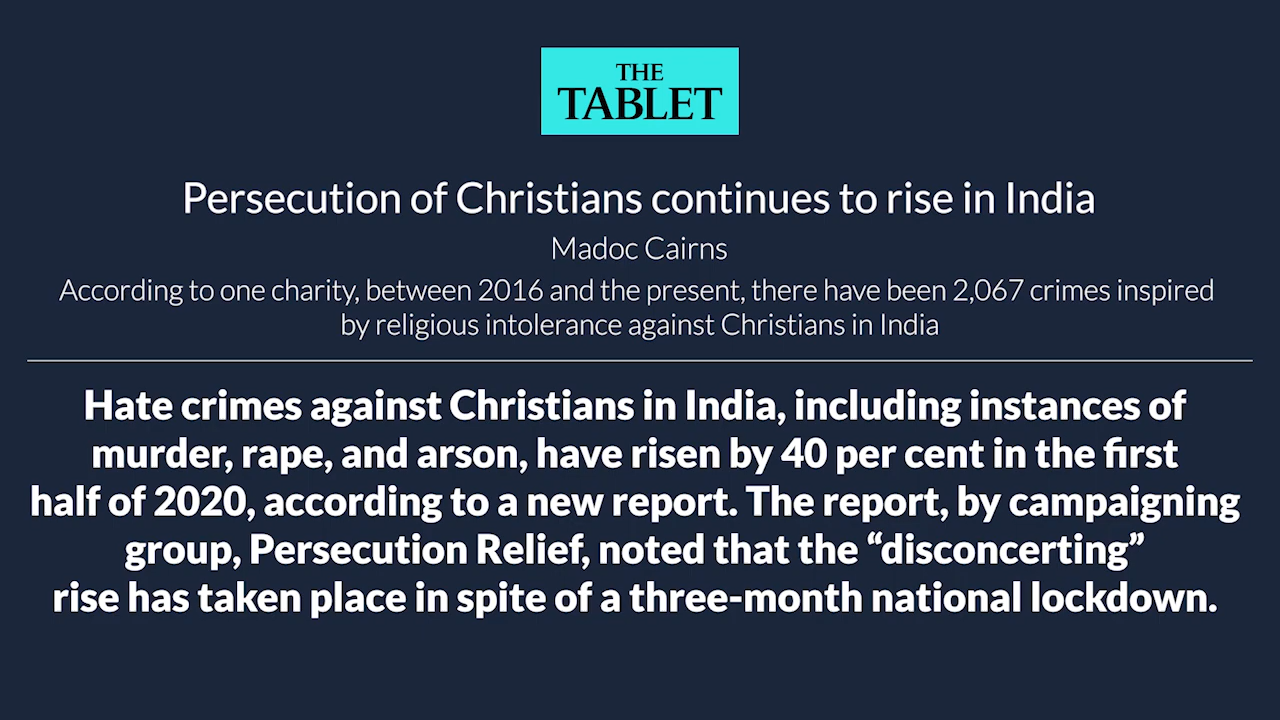 THE
TABLET
Persecution of Christians continues to rise in India
Madoc Cairns
According to one charity, between 2016 and the present, there have been 2,067 crimes inspired
by religious intolerance against Christians in India
Hate crimes against Christians in India, including instances of
murder, rape, and arson, have risen by 40 per cent in the first
half of 2020, according to a new report. The report, by campaigning
group, Persecution Relief, noted that the “disconcerting”
rise has taken place in spite of a three-month national lockdown.